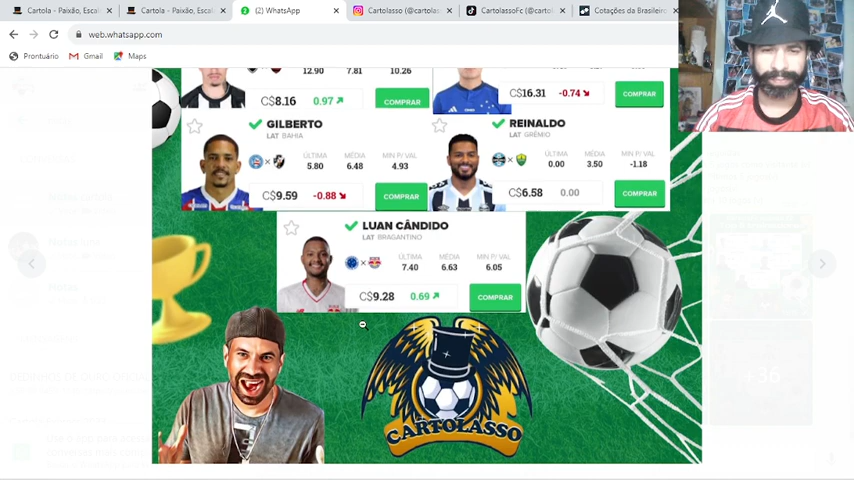 Cartola - Paixão, Escal
Cartola - Paixão, Escal
(2) WhatsApp
Cartolasso (@cartolas
CartolassoFc (@cartol
Cotações da Brasileiro
web.whatsapp.com
Prontuário
Gmail
Maps
12.90 7.81 10.26
C$8.16 0.97
COMPRAR
C$16.31 -0.74
COMPRAR
GILBERTO
LAT BAHIA
ÚLTIMA MÉDIA MIN P/ VAL
5.80 6.48 4.93
C$9.59 -0.88
COMPRAR
REINALDO
LAT GRÊMIO
ÚLTIMA MÉDIA MIN P/ VAL
0.00 3.50 -1.18
C$6.58 0.00
COMPRAR
LUAN CÂNDIDO
LAT BRAGANTINO
ÚLTIMA MÉDIA MIN P/ VAL
7.40 6.63 6.05
C$9.28 0.69
COMPRAR
CARTOLASSO
+36